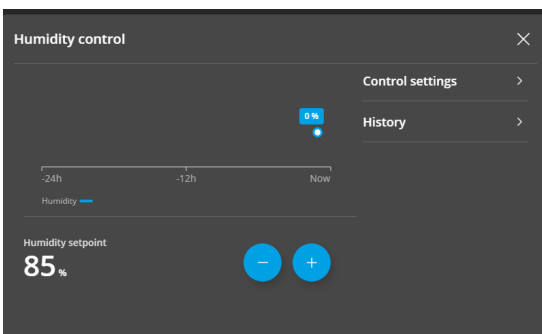 Humidity control
Control settings
History
0 %
-24h -12h Now
Humidity
Humidity setpoint
85 %